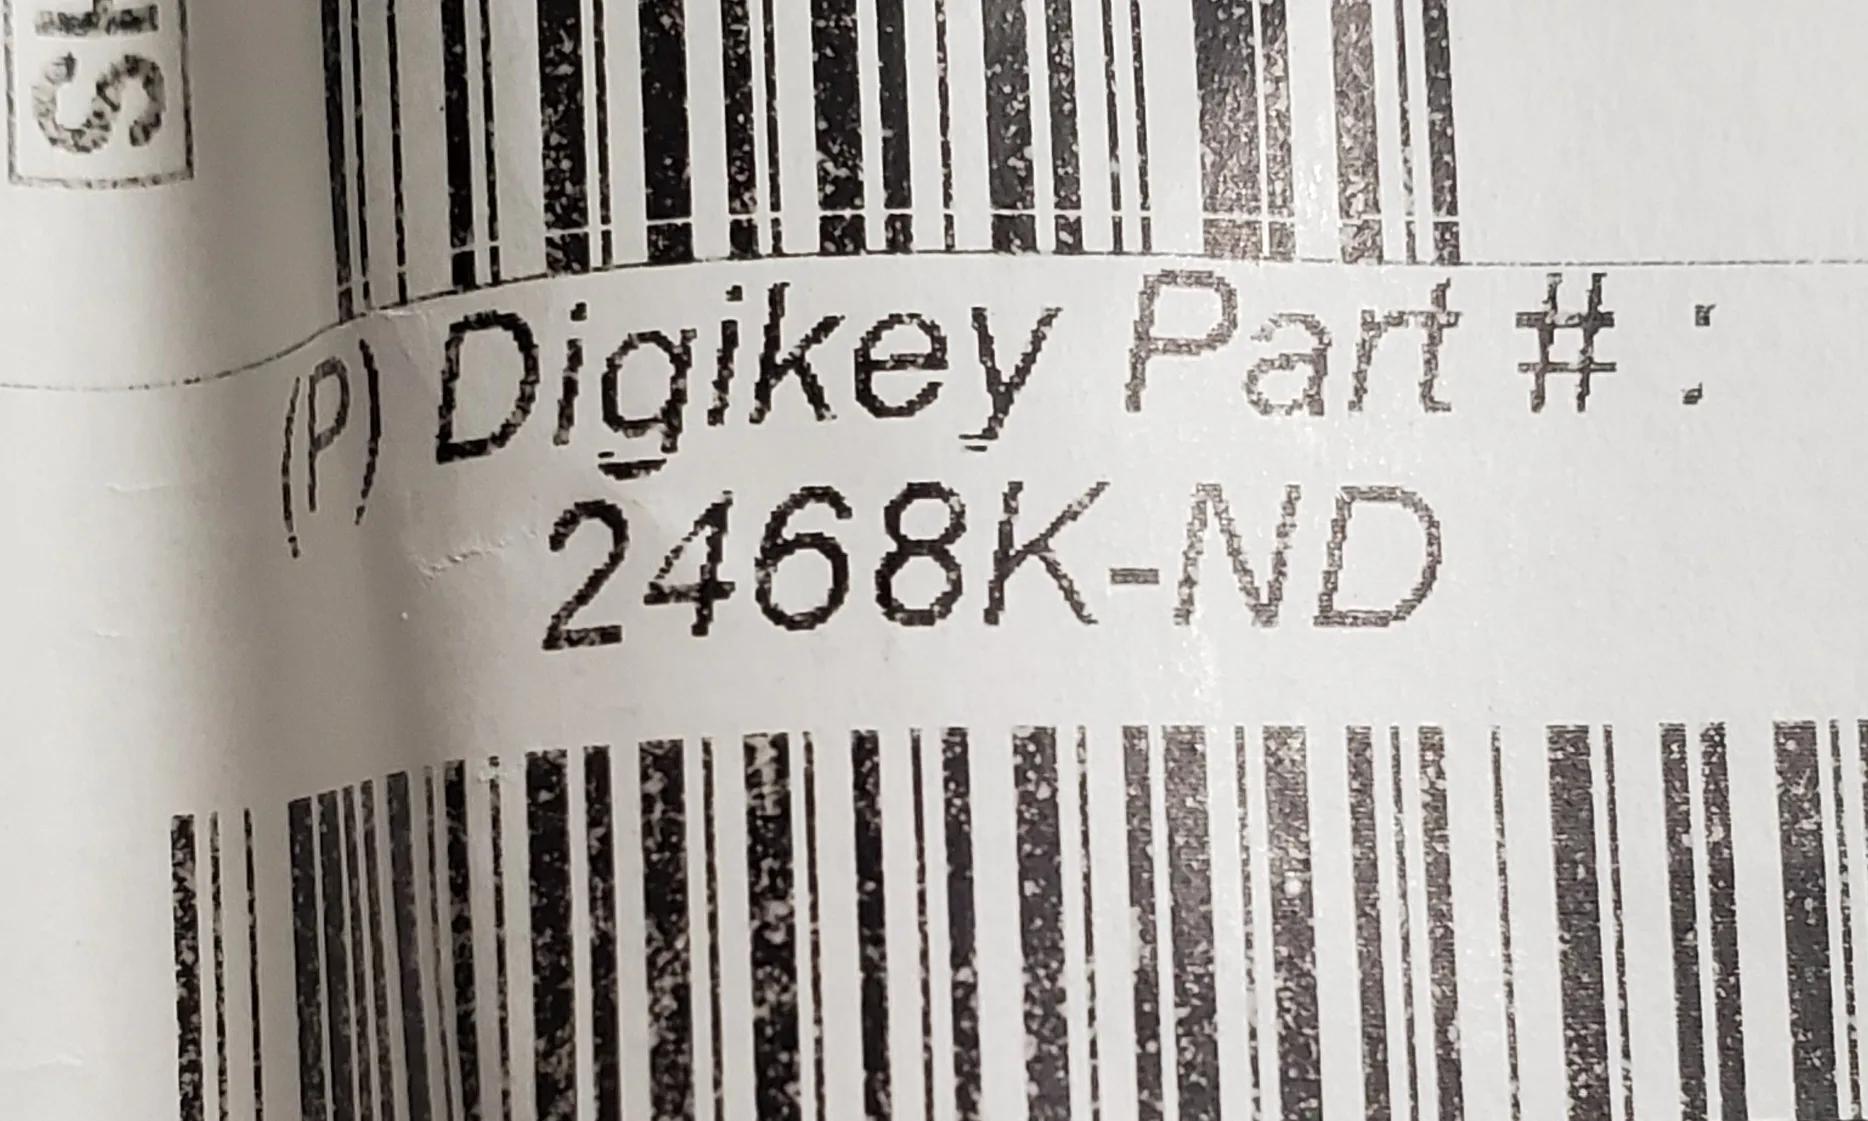 (P) Digikey Part # :
2468K-ND